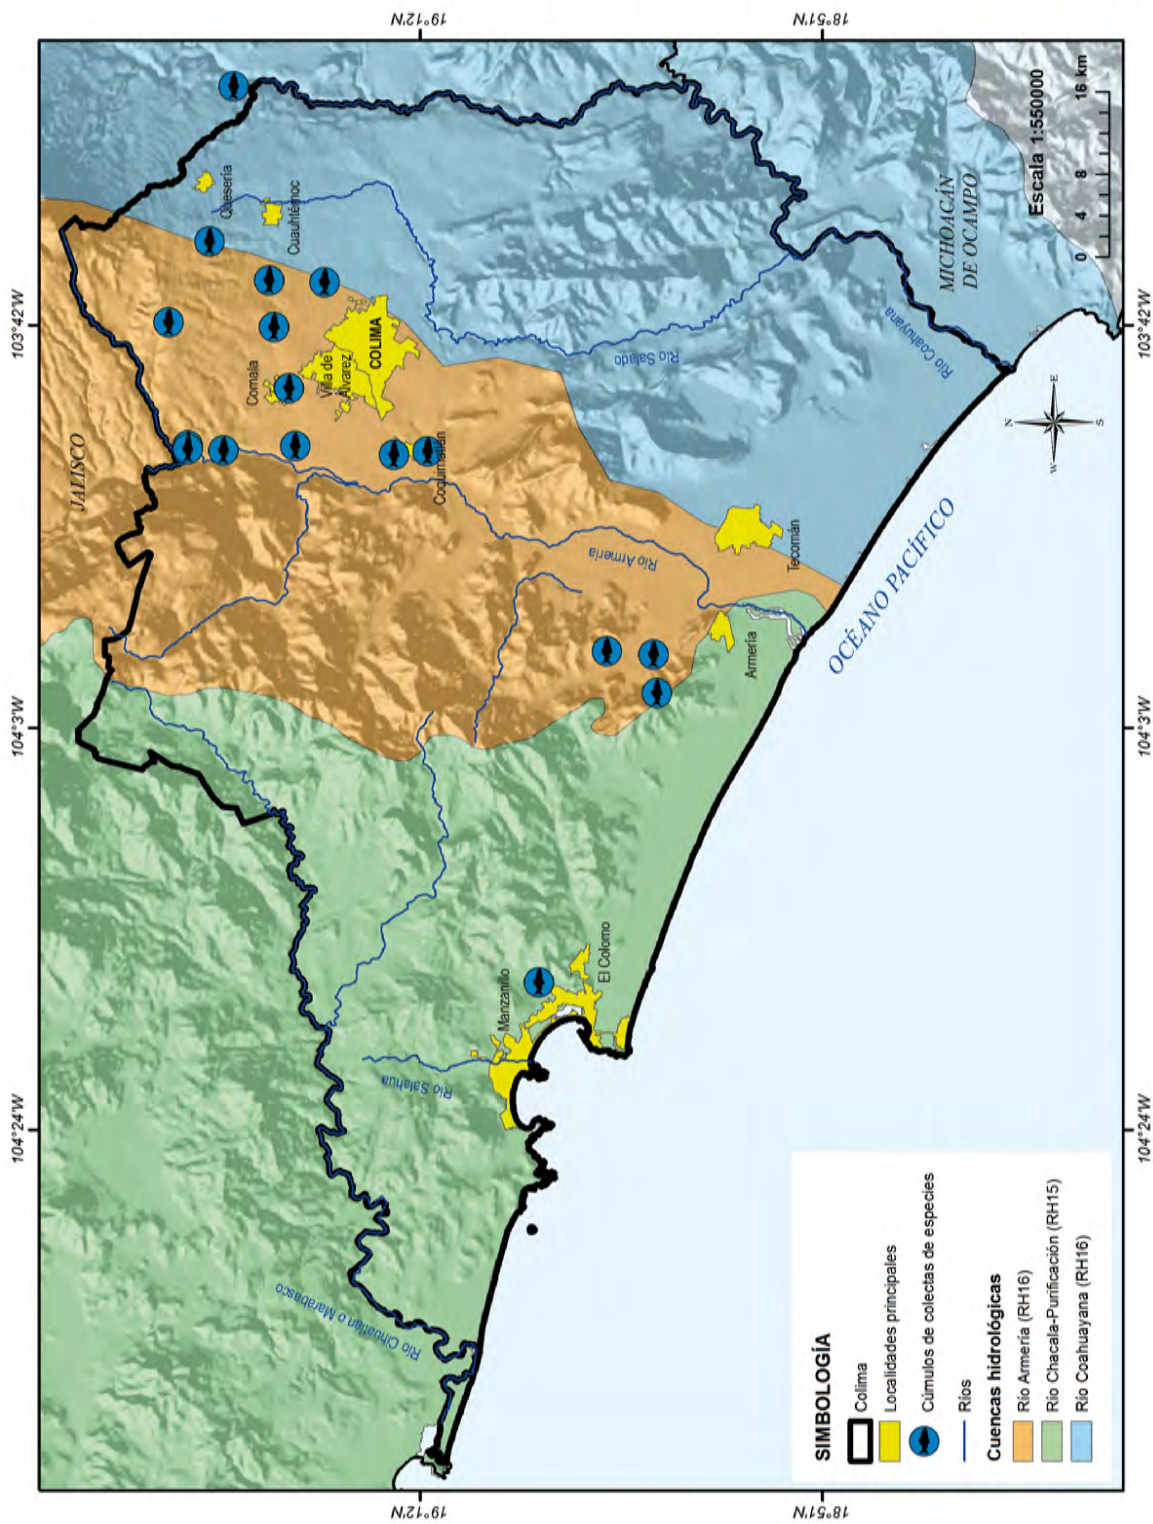 104°24'W
104°3'W
103°42'W
19°12'N
19°12'N
18°51'N
18°51'N
104°24'W
104°3'W
103°42'W
JALISCO
Quesería
Cuauhtémoc
Comala
Villa de
Álvarez
COLIMA
Coquimatlán
Río Cihuatlán o Marabasco
Río Salahua
Manzanillo
El Colomo
Río Armería
Armería
Tecomán
Río Salado
Río Coahuyana
MICHOACÁN
DE OCAMPO
OCÉANO PACÍFICO
N
W
E
S
Escala 1:550000
0 4 8 16 km
SIMBOLOGÍA
Colima
Localidades principales
Cúmulos de colectas de especies
Ríos
Cuencas hidrológicas
Río Armería (RH16)
Río Chacala-Purificación (RH15)
Río Coahuayana (RH16)